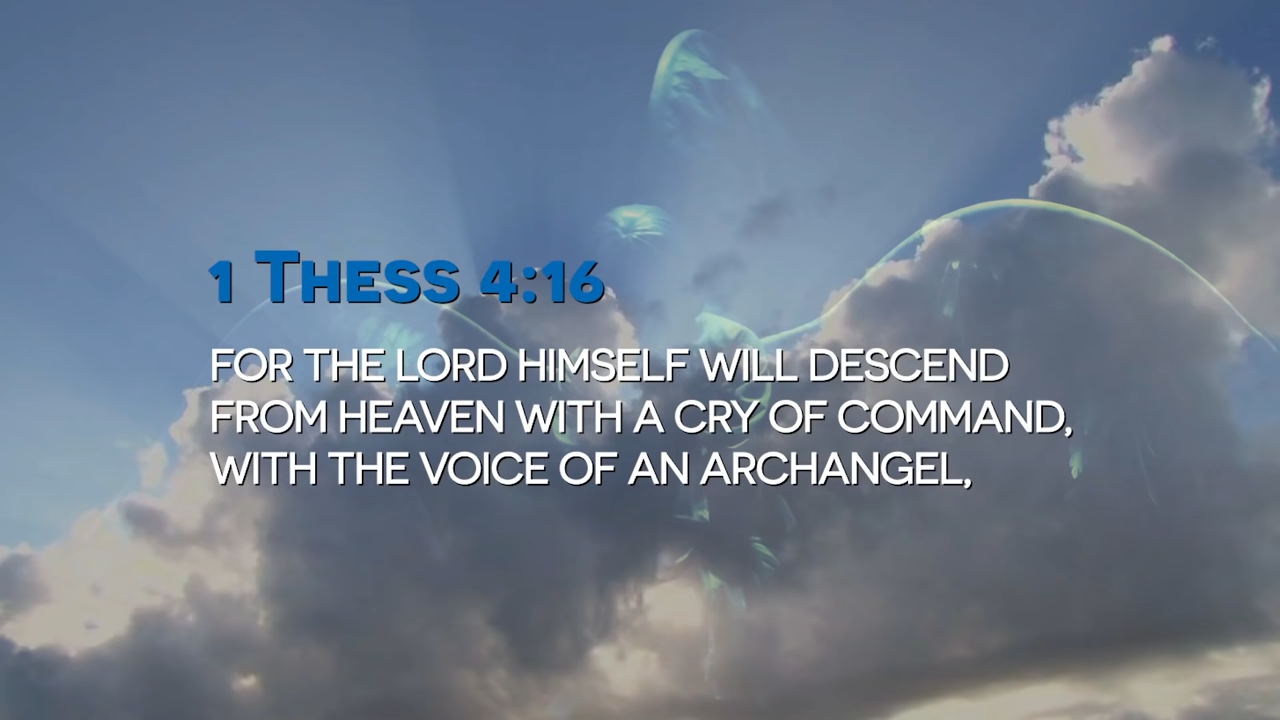 1 Thess 4:16
FOR THE LORD HIMSELF WILL DESCEND
FROM HEAVEN WITH A CRY OF COMMAND,
WITH THE VOICE OF AN ARCHANGEL,